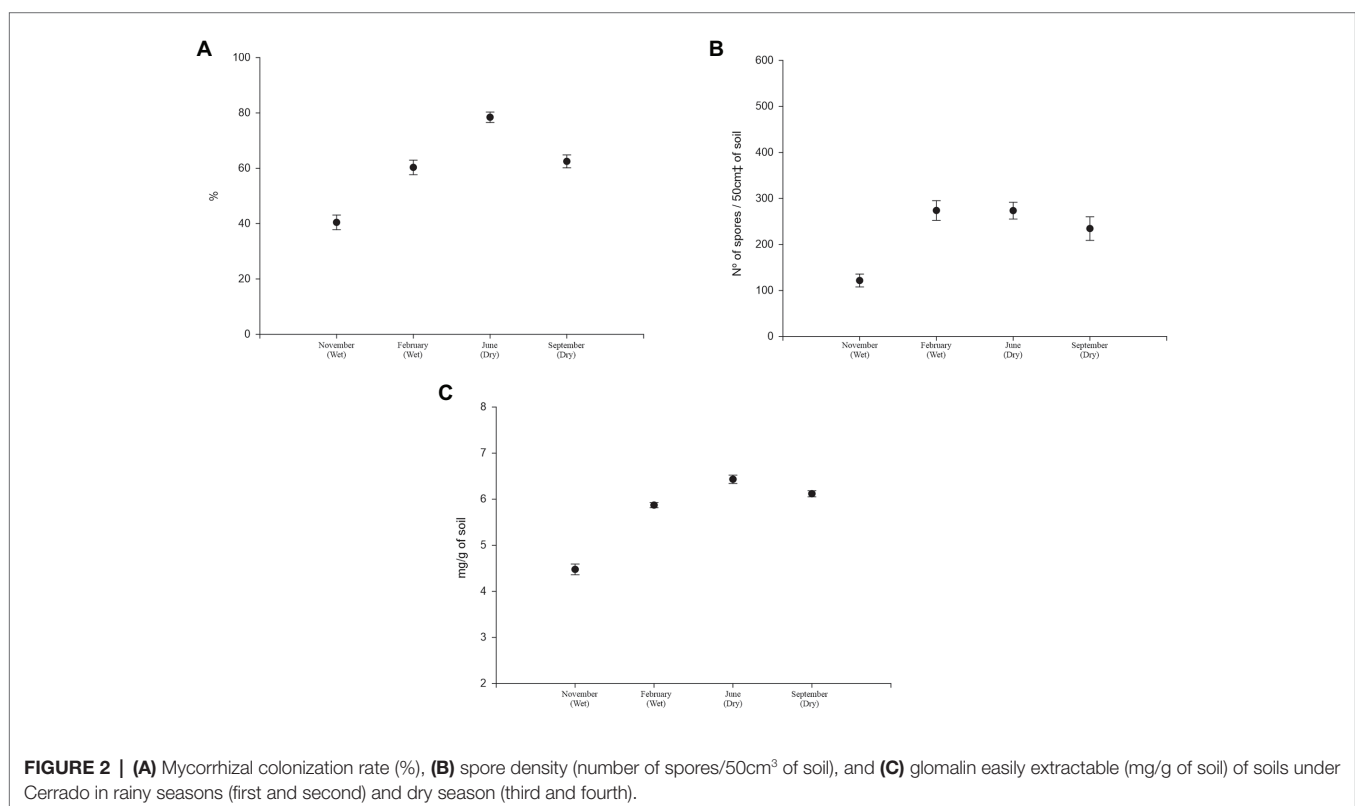 A
100
80
60
40
20
0
%
November
(Wet)
February
(Wet)
June
(Dry)
September
(Dry)
B
600
500
400
300
200
100
0
Nº of spores / 50cm‡ of soil
November
(Wet)
February
(Wet)
June
(Dry)
September
(Dry)
C
8
7
6
5
4
3
2
mg/g of soil
November
(Wet)
February
(Wet)
June
(Dry)
September
(Dry)
FIGURE 2 | (A) Mycorrhizal colonization rate (%), (B) spore density (number of spores/50cm³ of soil), and (C) glomalin easily extractable (mg/g of soil) of soils under
Cerrado in rainy seasons (first and second) and dry season (third and fourth).